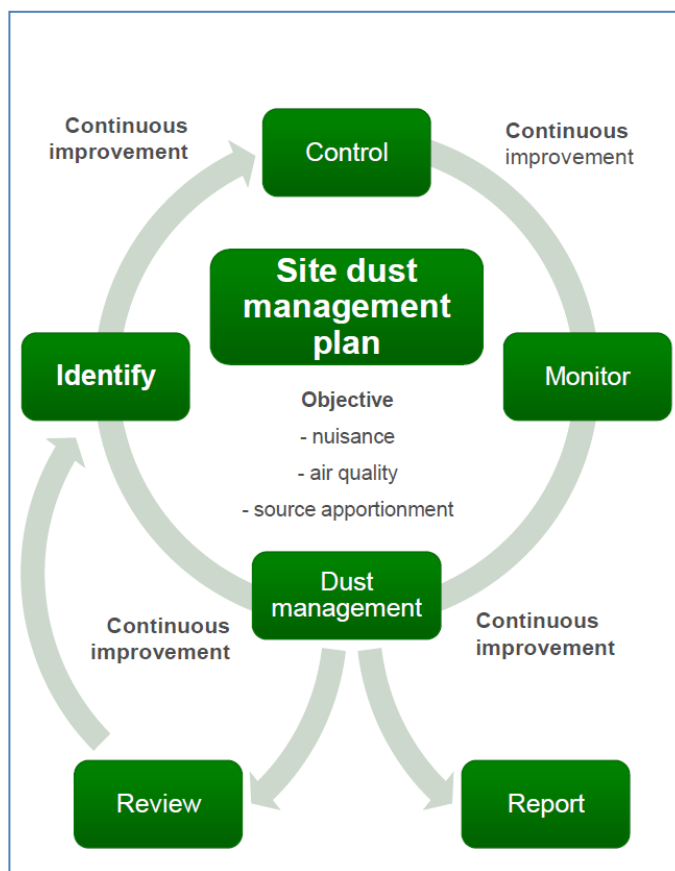 Continuous
improvement
Control
Continuous
improvement
Site dust
management
plan
Identify
Monitor
Objective
- nuisance
- air quality
- source apportionment
Dust
management
Continuous
improvement
Continuous
improvement
Review
Report